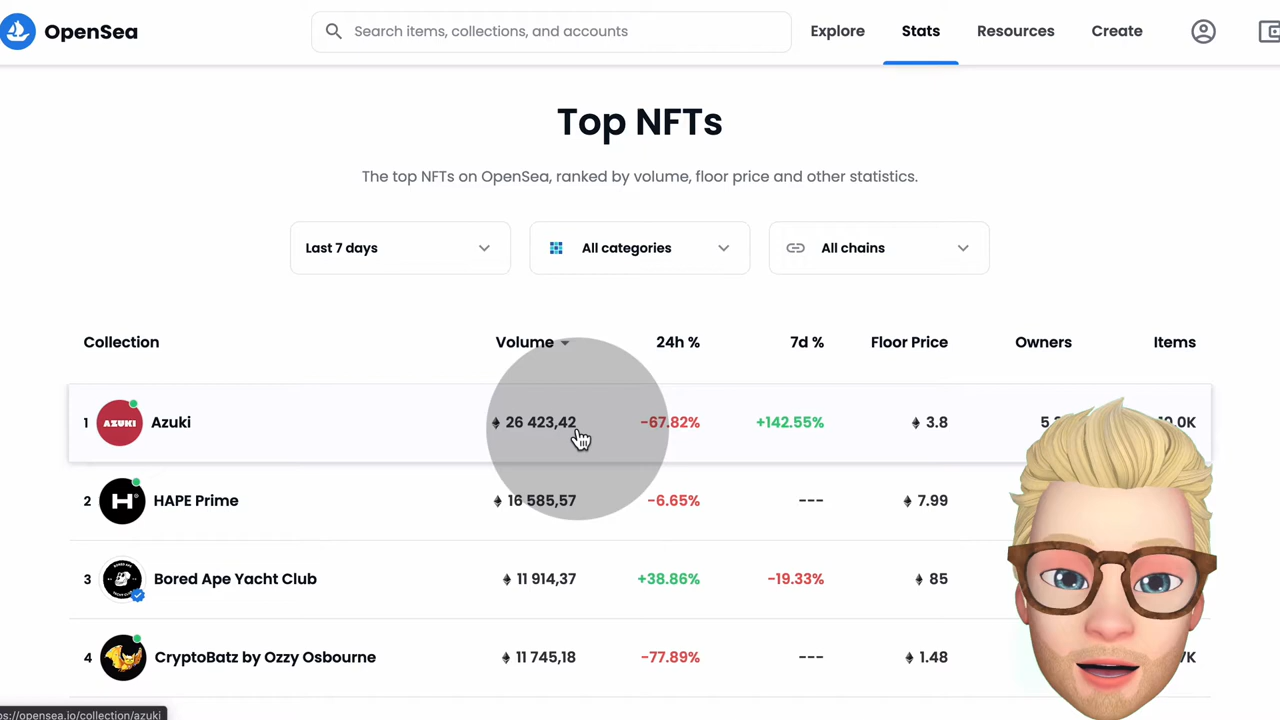 OpenSea
Search items, collections, and accounts
Explore
Stats
Resources
Create
Top NFTs
The top NFTs on OpenSea, ranked by volume, floor price and other statistics.
Last 7 days
All categories
All chains
Collection Volume 24h % 7d % Floor Price Owners Items
1 AZUKI Azuki 26 423,42 -67.82% +142.55% 3.8
2 H HAPE Prime 16 585,57 -6.65% --- 7.99
3 Bored Ape Yacht Club 11 914,37 +38.86% -19.33% 85
4 CryptoBatz by Ozzy Osbourne 11 745,18 -77.89% --- 1.48
ps://opensea.io/collection/azuki